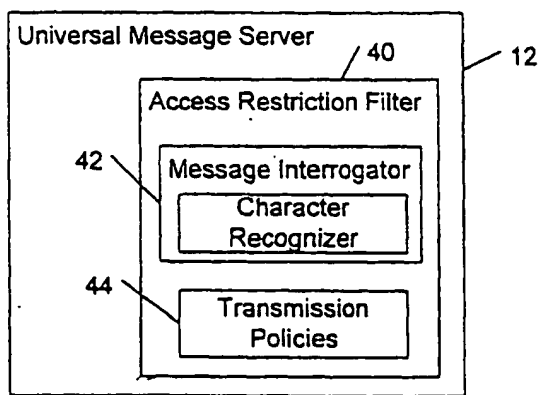 Universal Message Server
40
12
Access Restriction Filter
42
Message Interrogator
Character
Recognizer
44
Transmission
Policies